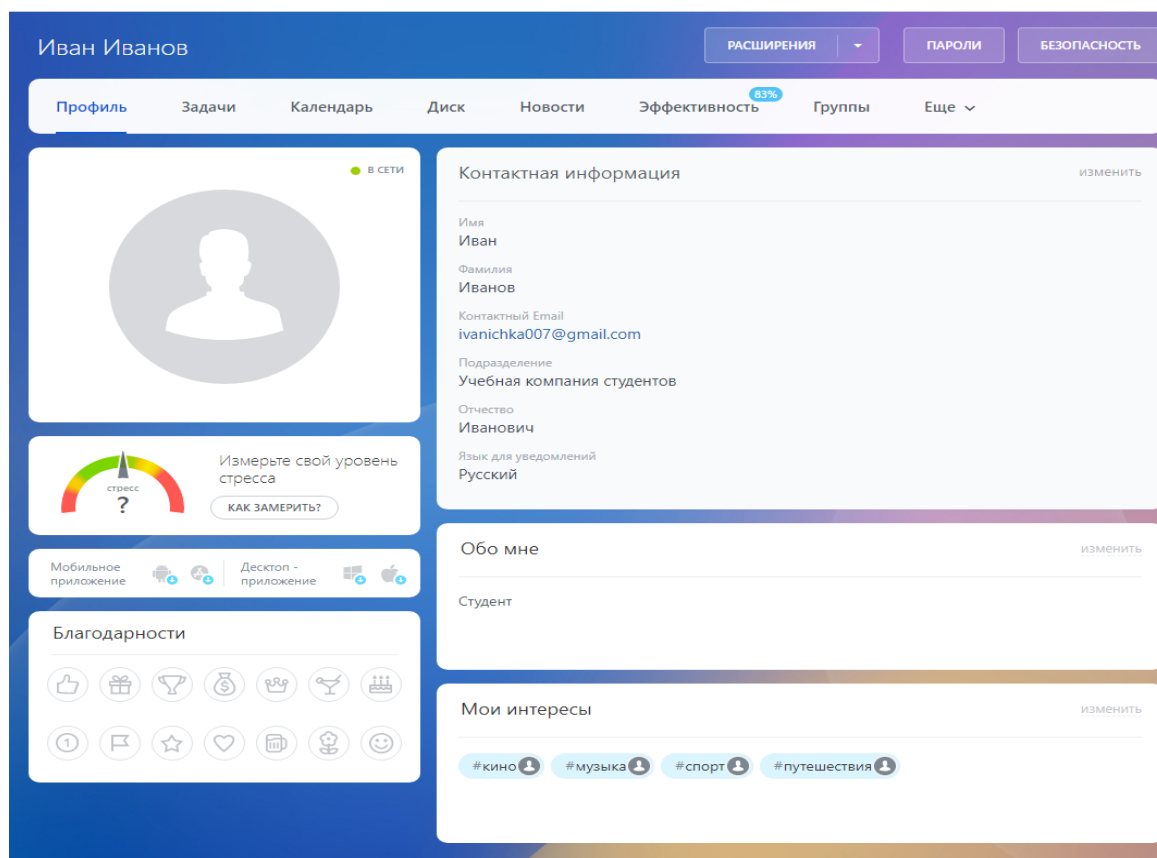 Иван Иванов
РАСШИРЕНИЯ
ПАРОЛИ
БЕЗОПАСНОСТЬ
Профиль
Задачи
Календарь
Диск
Новости
Эффективность
83%
Группы
Еще
В СЕТИ
стресс
?
Измерьте свой уровень
стресса
КАК ЗАМЕРИТЬ?
Мобильное
приложение
Десктоп -
приложение
Благодарности
Контактная информация
изменить
Имя
Иван
Фамилия
Иванов
Контактный Email
ivanichka007@gmail.com
Подразделение
Учебная компания студентов
Отчество
Иванович
Язык для уведомлений
Русский
Обо мне
изменить
Студент
Мои интересы
изменить
#кино
#музыка
#спорт
#путешествия